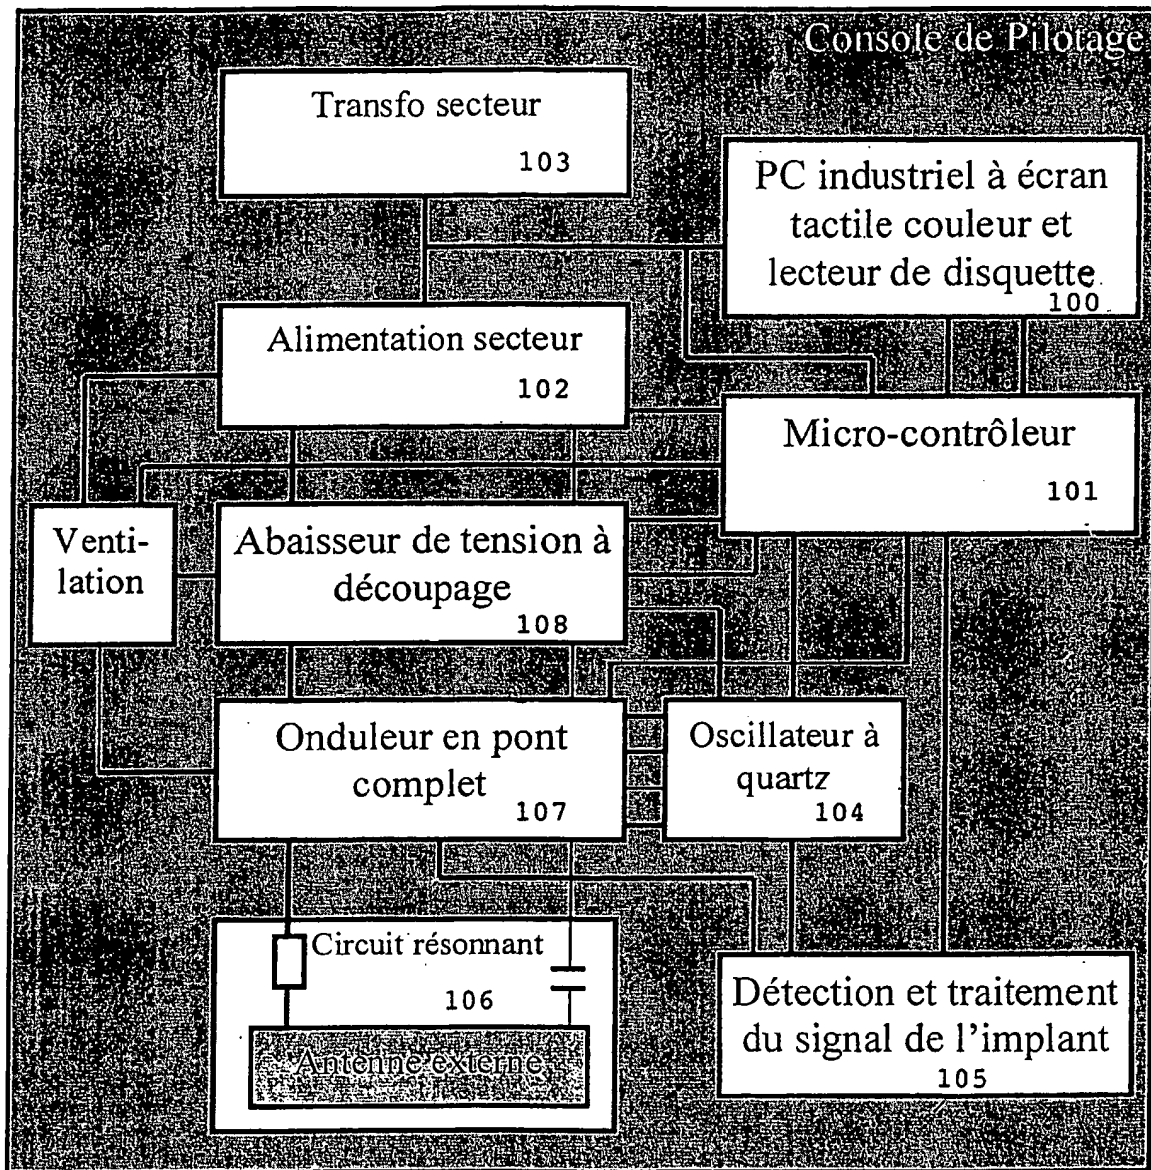 Console de Pilotage
Transfo secteur
103
PC industriel à écran
tactile couleur et
lecteur de disquette
100
Alimentation secteur
102
Micro-contrôleur
101
Venti-
lation
Abaisseur de tension à
découpage
108
Onduleur en pont
complet
107
Oscillateur à
quartz
104
Circuit résonnant
106
Antenne externe
Détection et traitement
du signal de l'implant
105